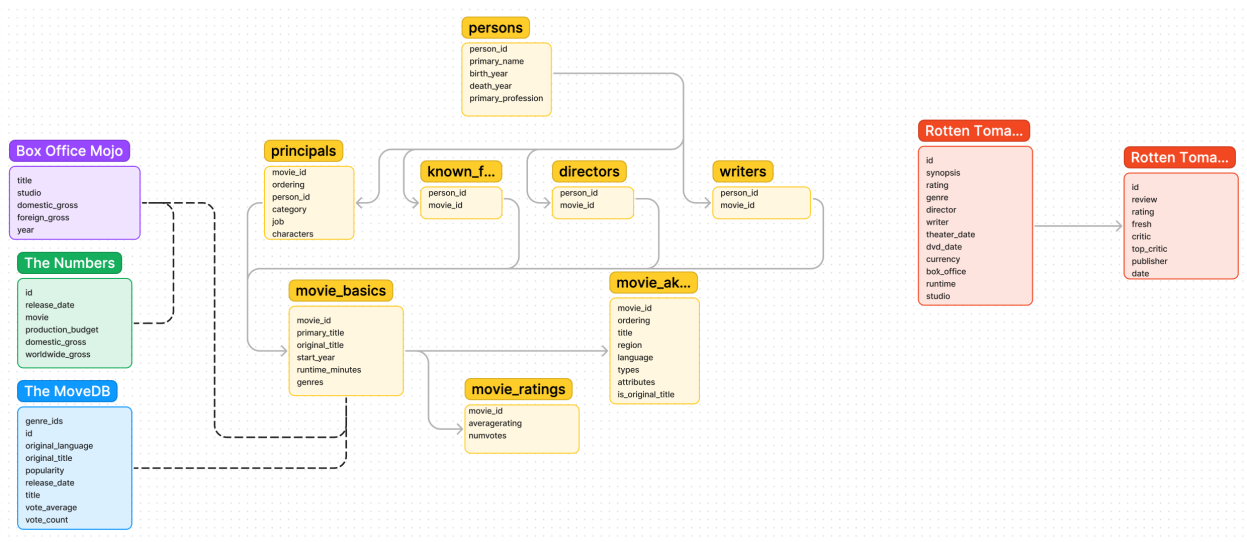 persons
person_id
primary_name
birth_year
death_year
primary_profession
Box Office Mojo
title
studio
domestic_gross
foreign_gross
year
principals
movie_id
ordering
person_id
category
job
characters
known_f...
person_id
movie_id
directors
person_id
movie_id
writers
person_id
movie_id
Rotten Toma...
id
synopsis
rating
genre
director
writer
theater_date
dvd_date
currency
box_office
runtime
studio
Rotten Toma...
id
review
rating
fresh
critic
top_critic
publisher
date
The Numbers
id
release_date
movie
production_budget
domestic_gross
worldwide_gross
movie_basics
movie_id
primary_title
original_title
start_year
runtime_minutes
genres
movie_ak...
movie_id
ordering
title
region
language
types
attributes
is_original_title
The MoveDB
genre_ids
id
original_language
original_title
popularity
release_date
title
vote_average
vote_count
movie_ratings
movie_id
averagerating
numvotes